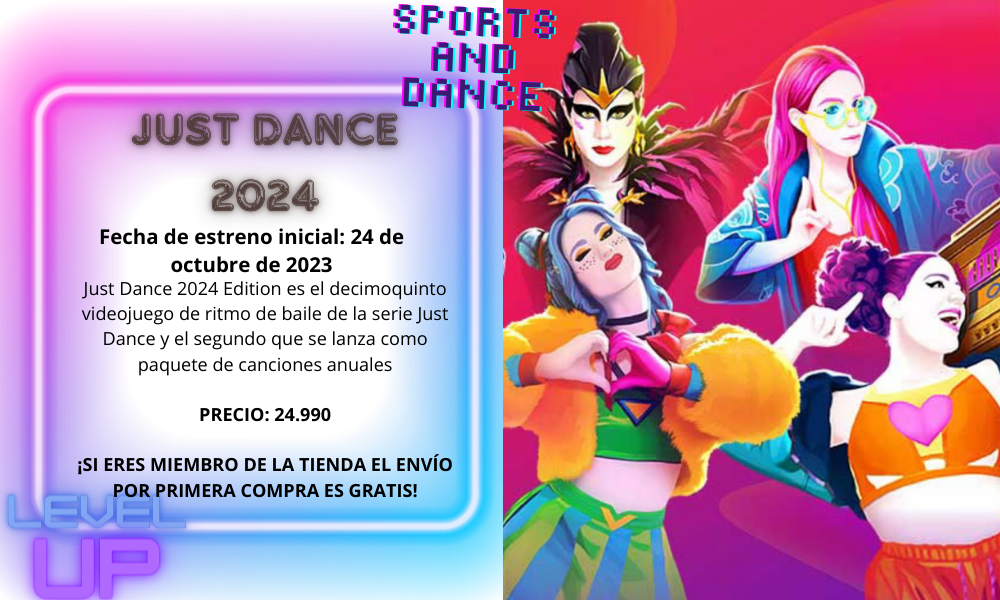 SPORTS
AND
DANCE
JUST DANCE
2024
Fecha de estreno inicial: 24 de
octubre de 2023
Just Dance 2024 Edition es el decimoquinto
videojuego de ritmo de baile de la serie Just
Dance y el segundo que se lanza como
paquete de canciones anuales
PRECIO: 24.990
¡SI ERES MIEMBRO DE LA TIENDA EL ENVÍO
POR PRIMERA COMPRA ES GRATIS!
LEVEL
UP